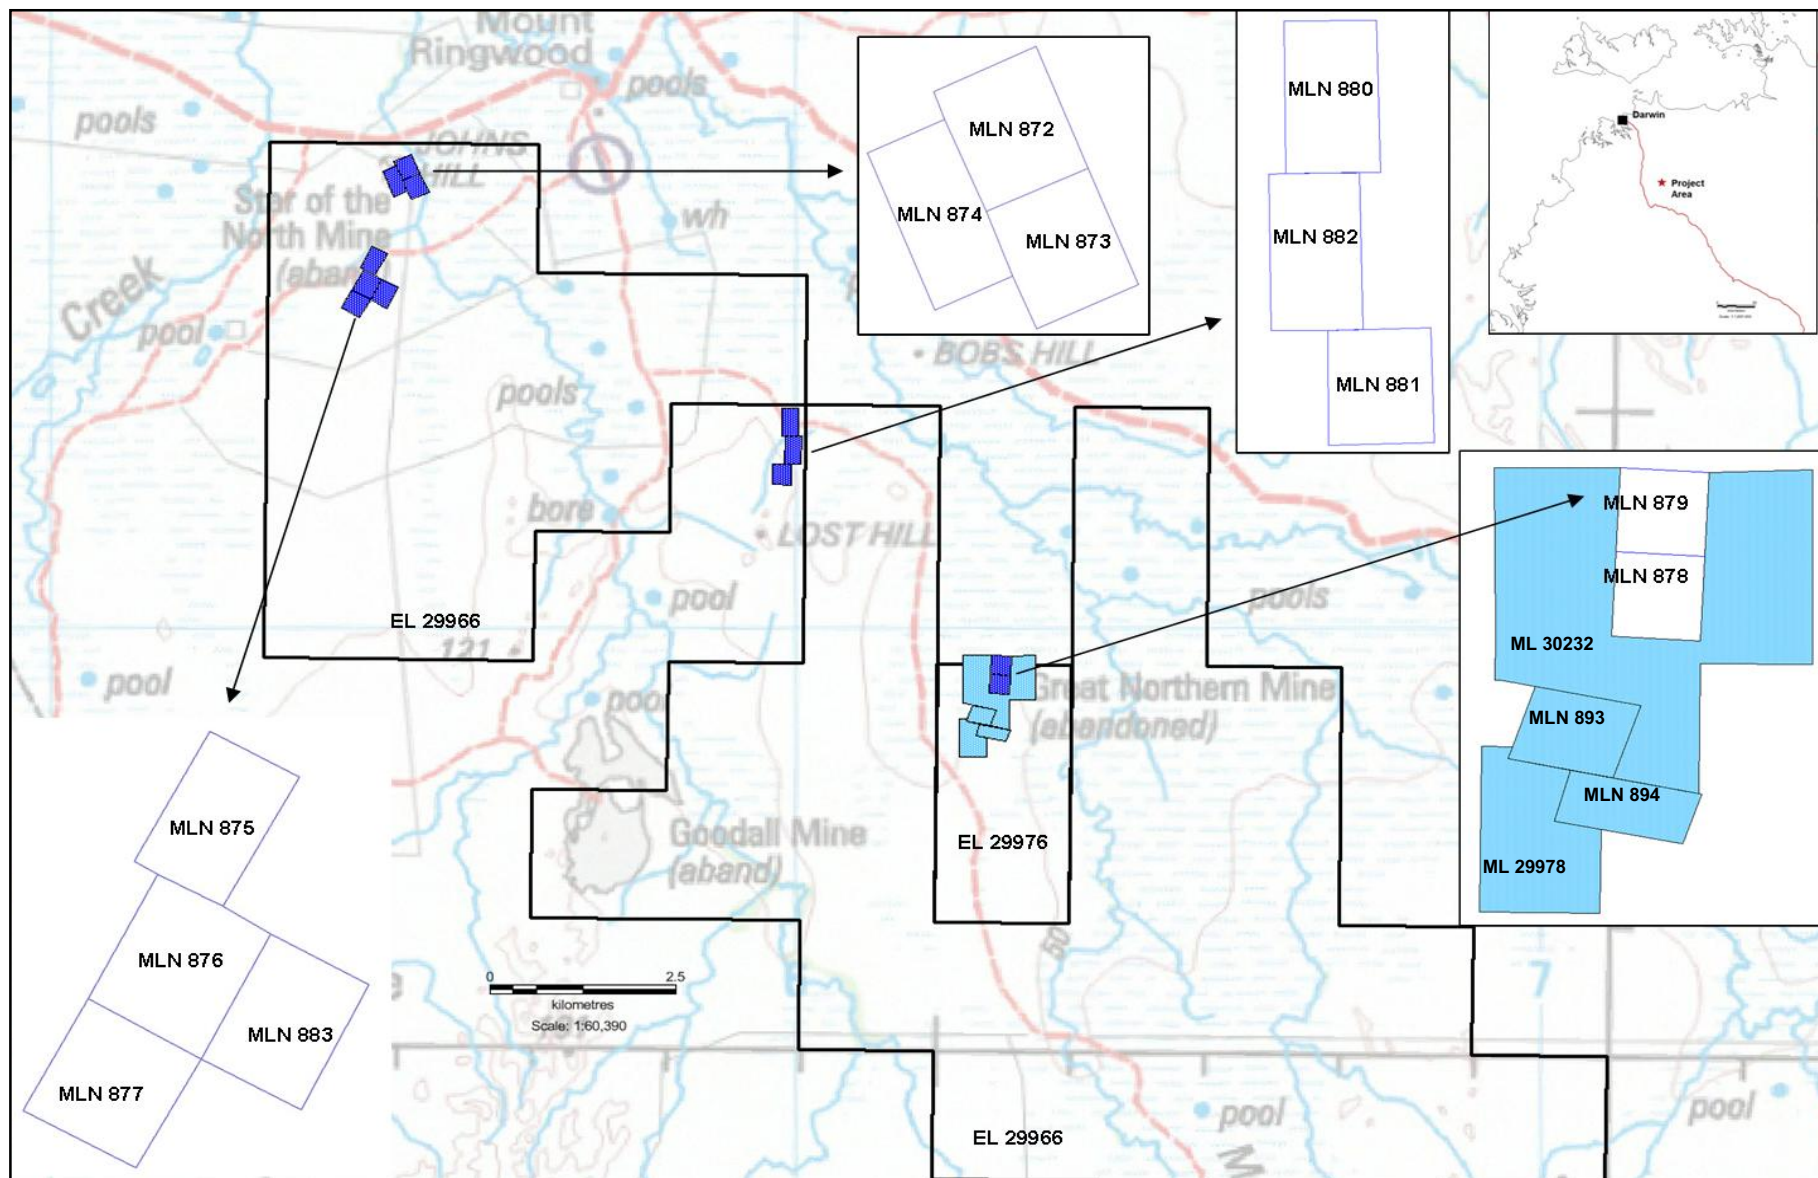 Mount
Ringwood
pools
pools
JOHNS
HILL
Star of the
North Mine
(aband)
Creek
pool
wh
BOBS HILL
pools
bore
LOST HILL
EL 29966
121
pool
pool
pool
pools
Great Northern Mine
(abandoned)
Goodall Mine
(aband)
EL 29976
0 2.5
kilometres
Scale: 1:60,390
7
pool
pool
EL 29966
M
MLN 872
MLN 874
MLN 873
MLN 880
MLN 882
MLN 881
Darwin
Project
Area
MLN 879
MLN 878
ML 30232
MLN 893
MLN 894
ML 29978
MLN 875
MLN 876
MLN 883
MLN 877